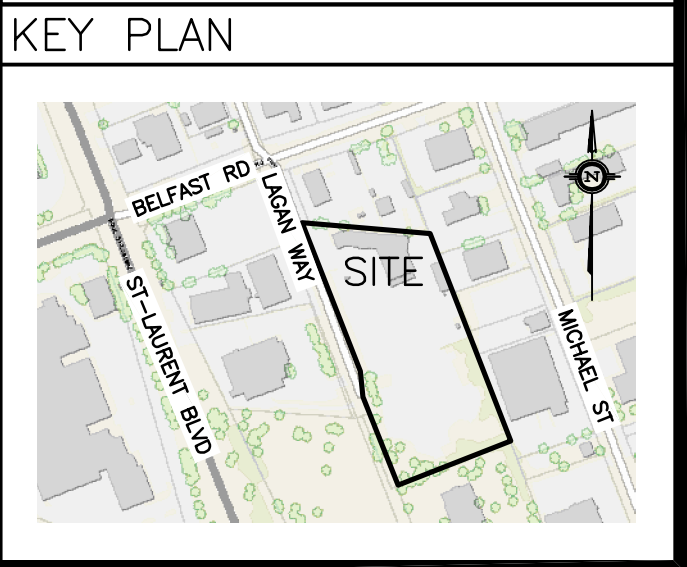 KEY PLAN
BELFAST RD
LAGAN WAY
SITE
ST-LAURENT BLVD
MICHAEL ST
N